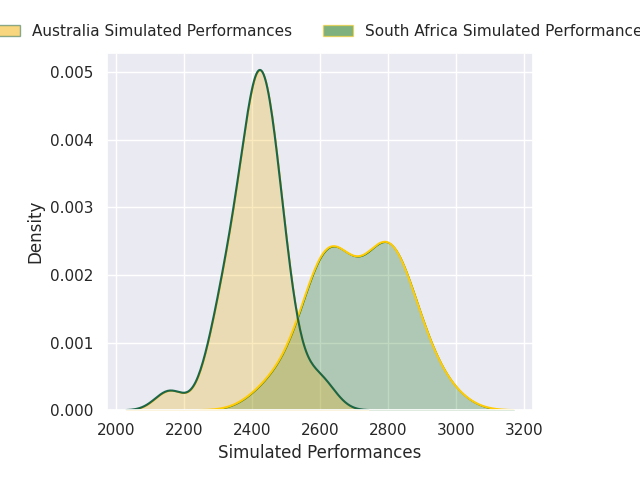 Australia Simulated Performances South Africa Simulated Performance
0.005
0.004
0.003
0.002
0.001
0.000
Density
2000 2200 2400 2600 2800 3000 3200
Simulated Performances